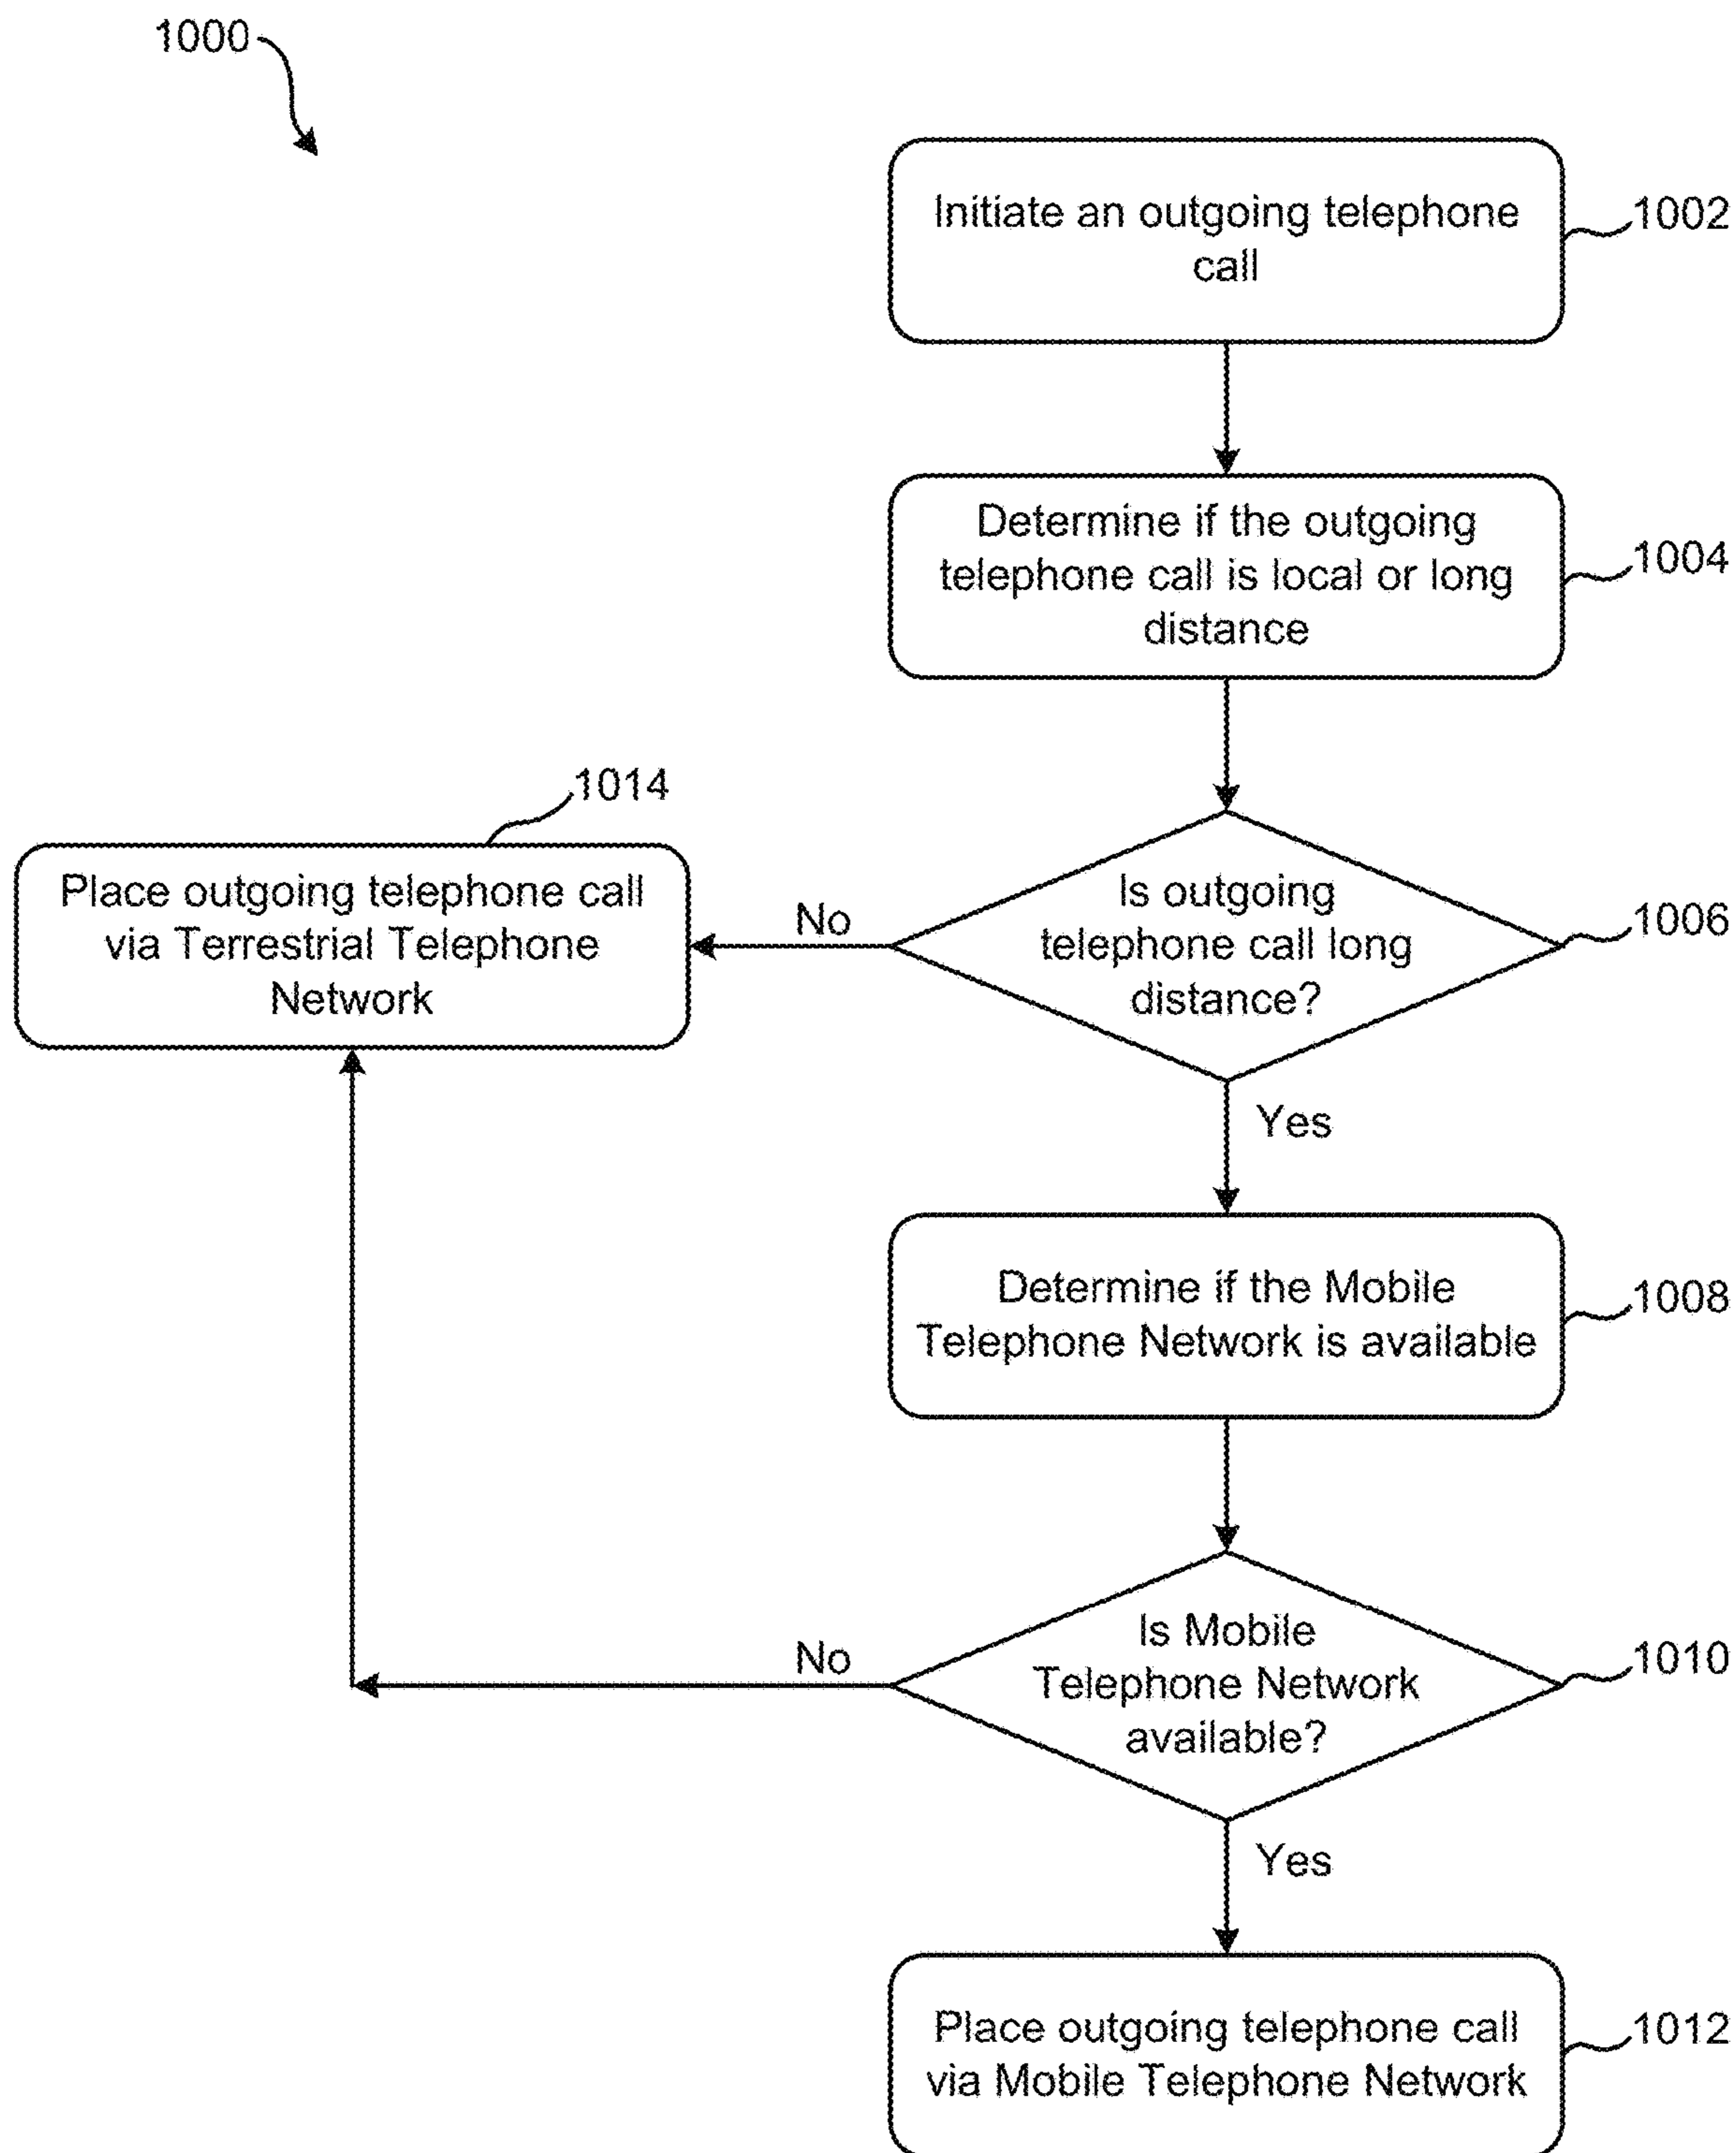 1000
Initiate an outgoing telephone
call
1002
Determine if the outgoing
telephone call is local or long
distance
1004
1014
Place outgoing telephone call
via Terrestrial Telephone
Network
No
Is outgoing
telephone call long
distance?
1006
Yes
Determine if the Mobile
Telephone Network is available
1008
No
Is Mobile
Telephone Network
available?
1010
Yes
Place outgoing telephone call
via Mobile Telephone Network
1012